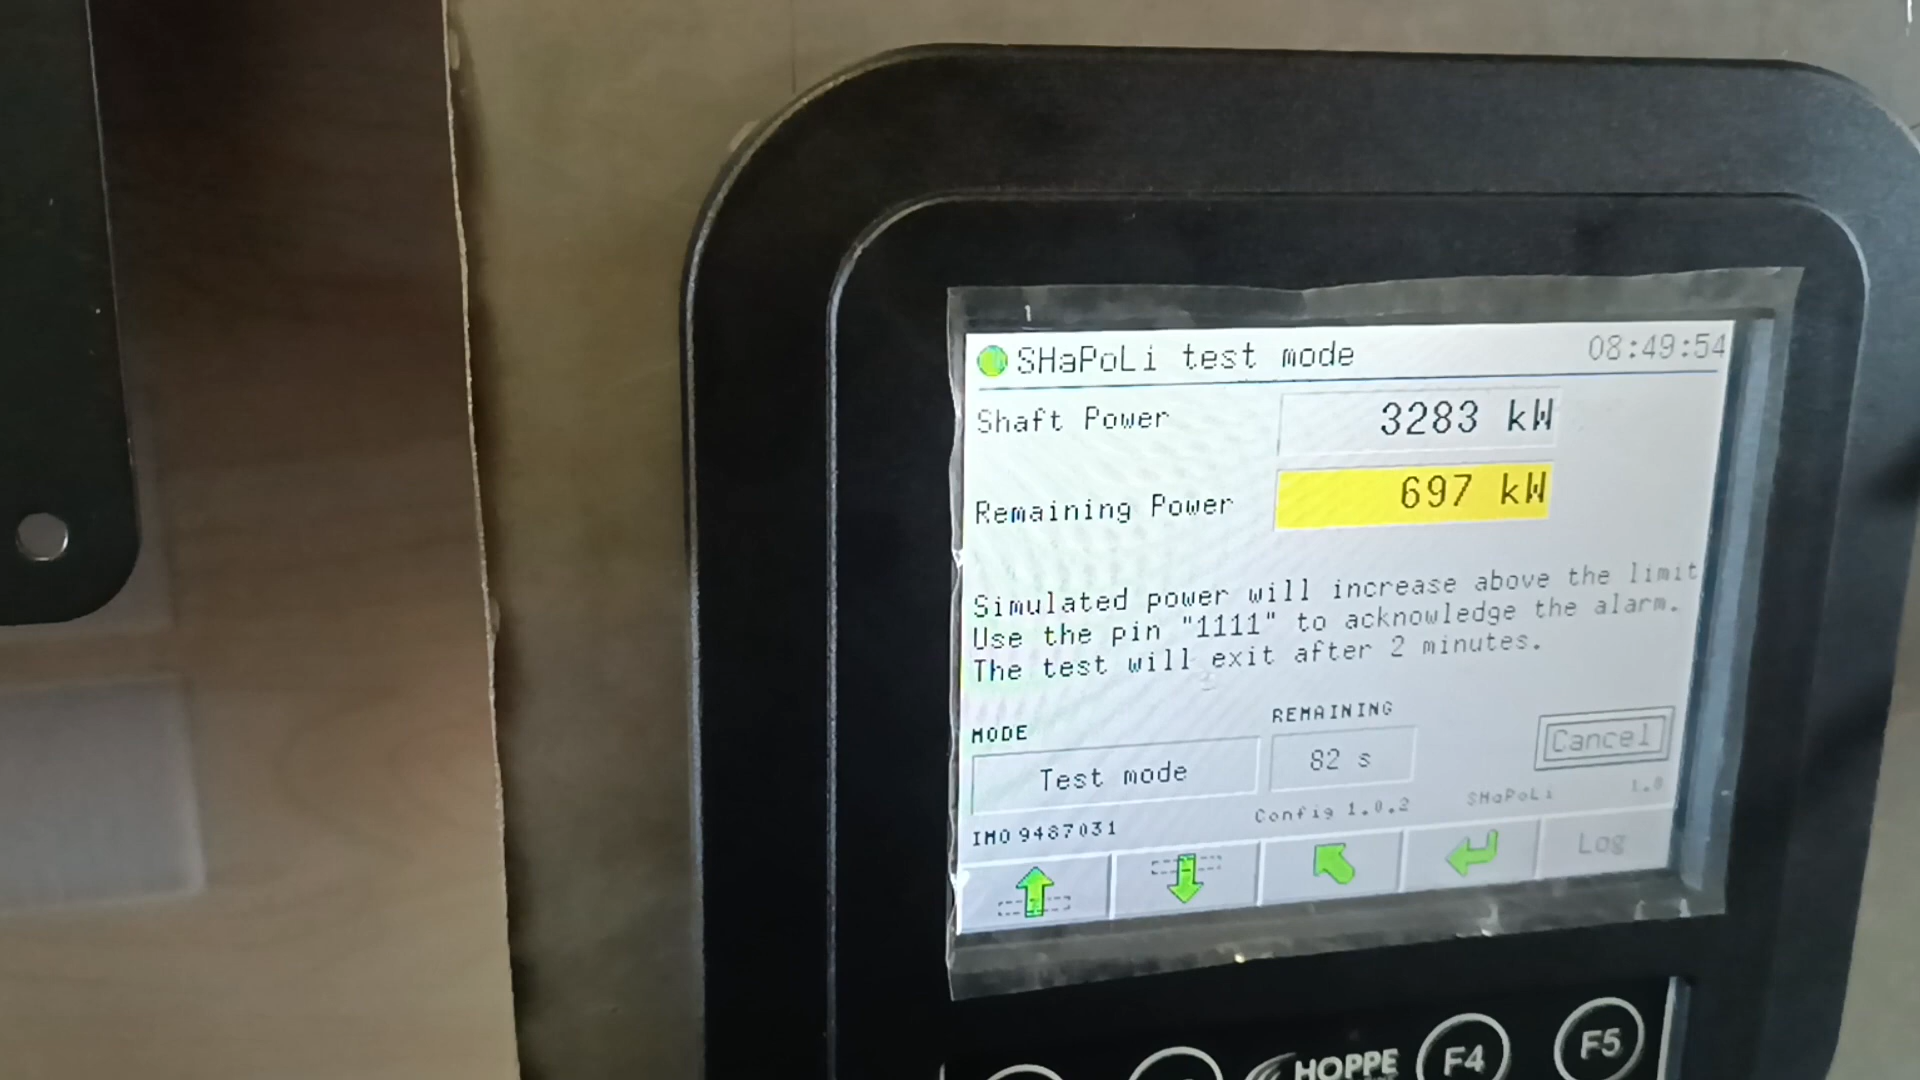 SHaPoLi test mode 08:49:54
Shaft Power 3283 kW
Remaining Power 697 kW
Simulated power will increase above the limit
Use the pin "1111" to acknowledge the alarm.
The test will exit after 2 minutes.
MODE REMAINING
Test mode 82 s Cancel
IMO 9487031 Config 1.0.2 SHaPoLi 1.0
Log
HOPPE F4 F5